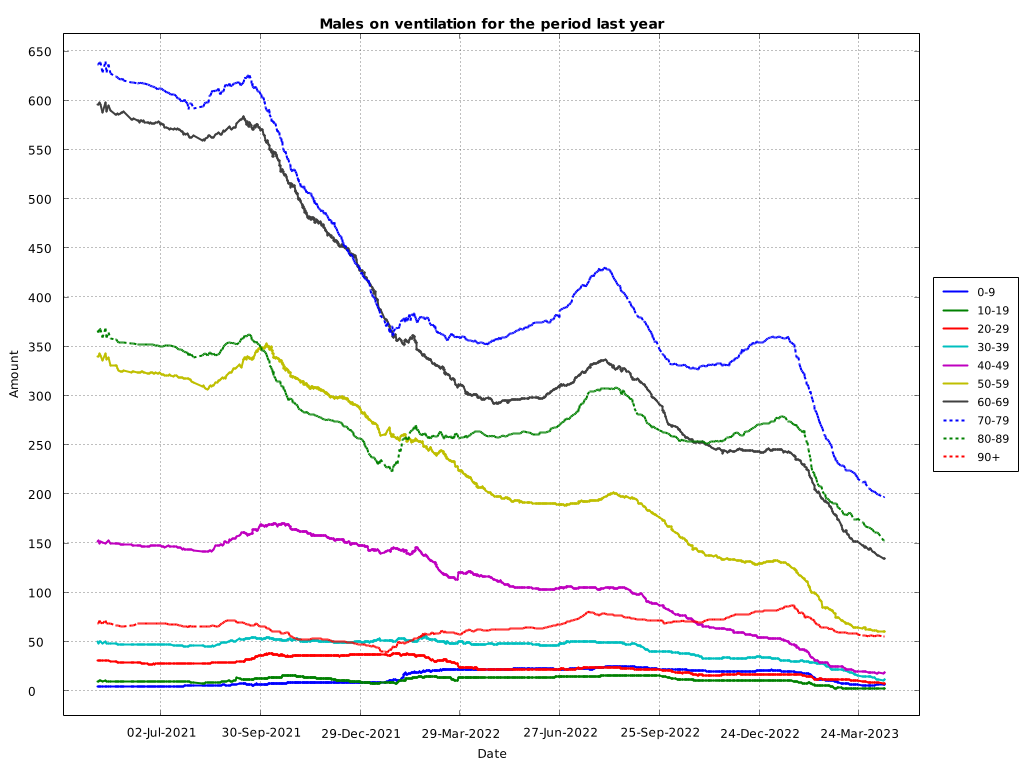 Males on ventilation for the period last year
650
600
550
500
450
400
350
300
250
200
150
100
50
0
Amount
02-Jul-2021
30-Sep-2021
29-Dec-2021
29-Mar-2022
27-Jun-2022
25-Sep-2022
24-Dec-2022
24-Mar-2023
Date
0-9
10-19
20-29
30-39
40-49
50-59
60-69
70-79
80-89
90+